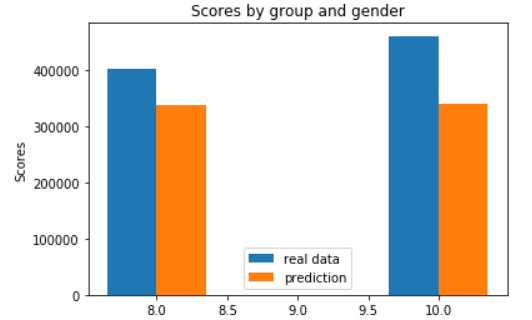 Scores by group and gender
400000
300000
200000
100000
0
Scores
real data
prediction
8.0 8.5 9.0 9.5 10.0